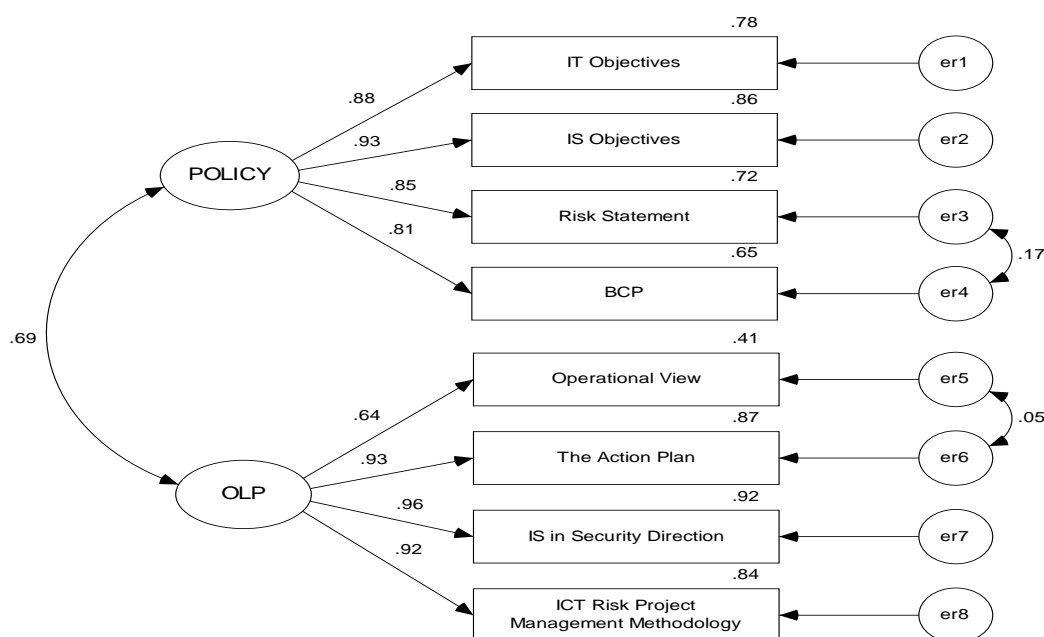 .78
IT Objectives
er1
.88
.86
.93
IS Objectives
er2
POLICY
.72
.85
Risk Statement
er3
.81
.17
.65
BCP
er4
.69
.41
Operational View
er5
.64
.05
.87
.93
The Action Plan
er6
OLP
.92
.96
IS in Security Direction
er7
.92
.84
ICT Risk Project
Management Methodology
er8